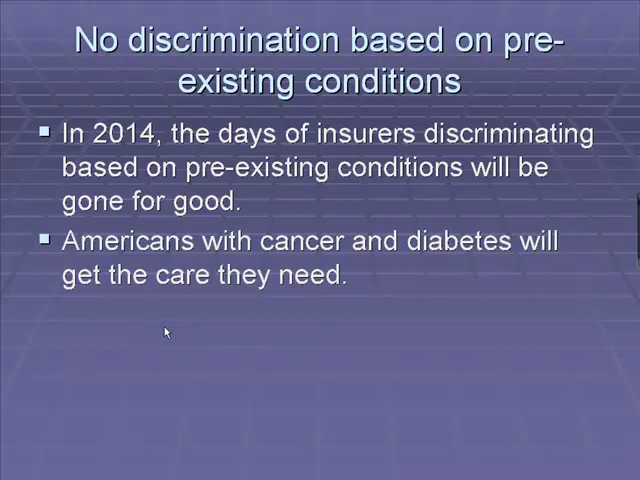 No discrimination based on pre-
existing conditions
In 2014, the days of insurers discriminating
based on pre-existing conditions will be
gone for good.
Americans with cancer and diabetes will
get the care they need.